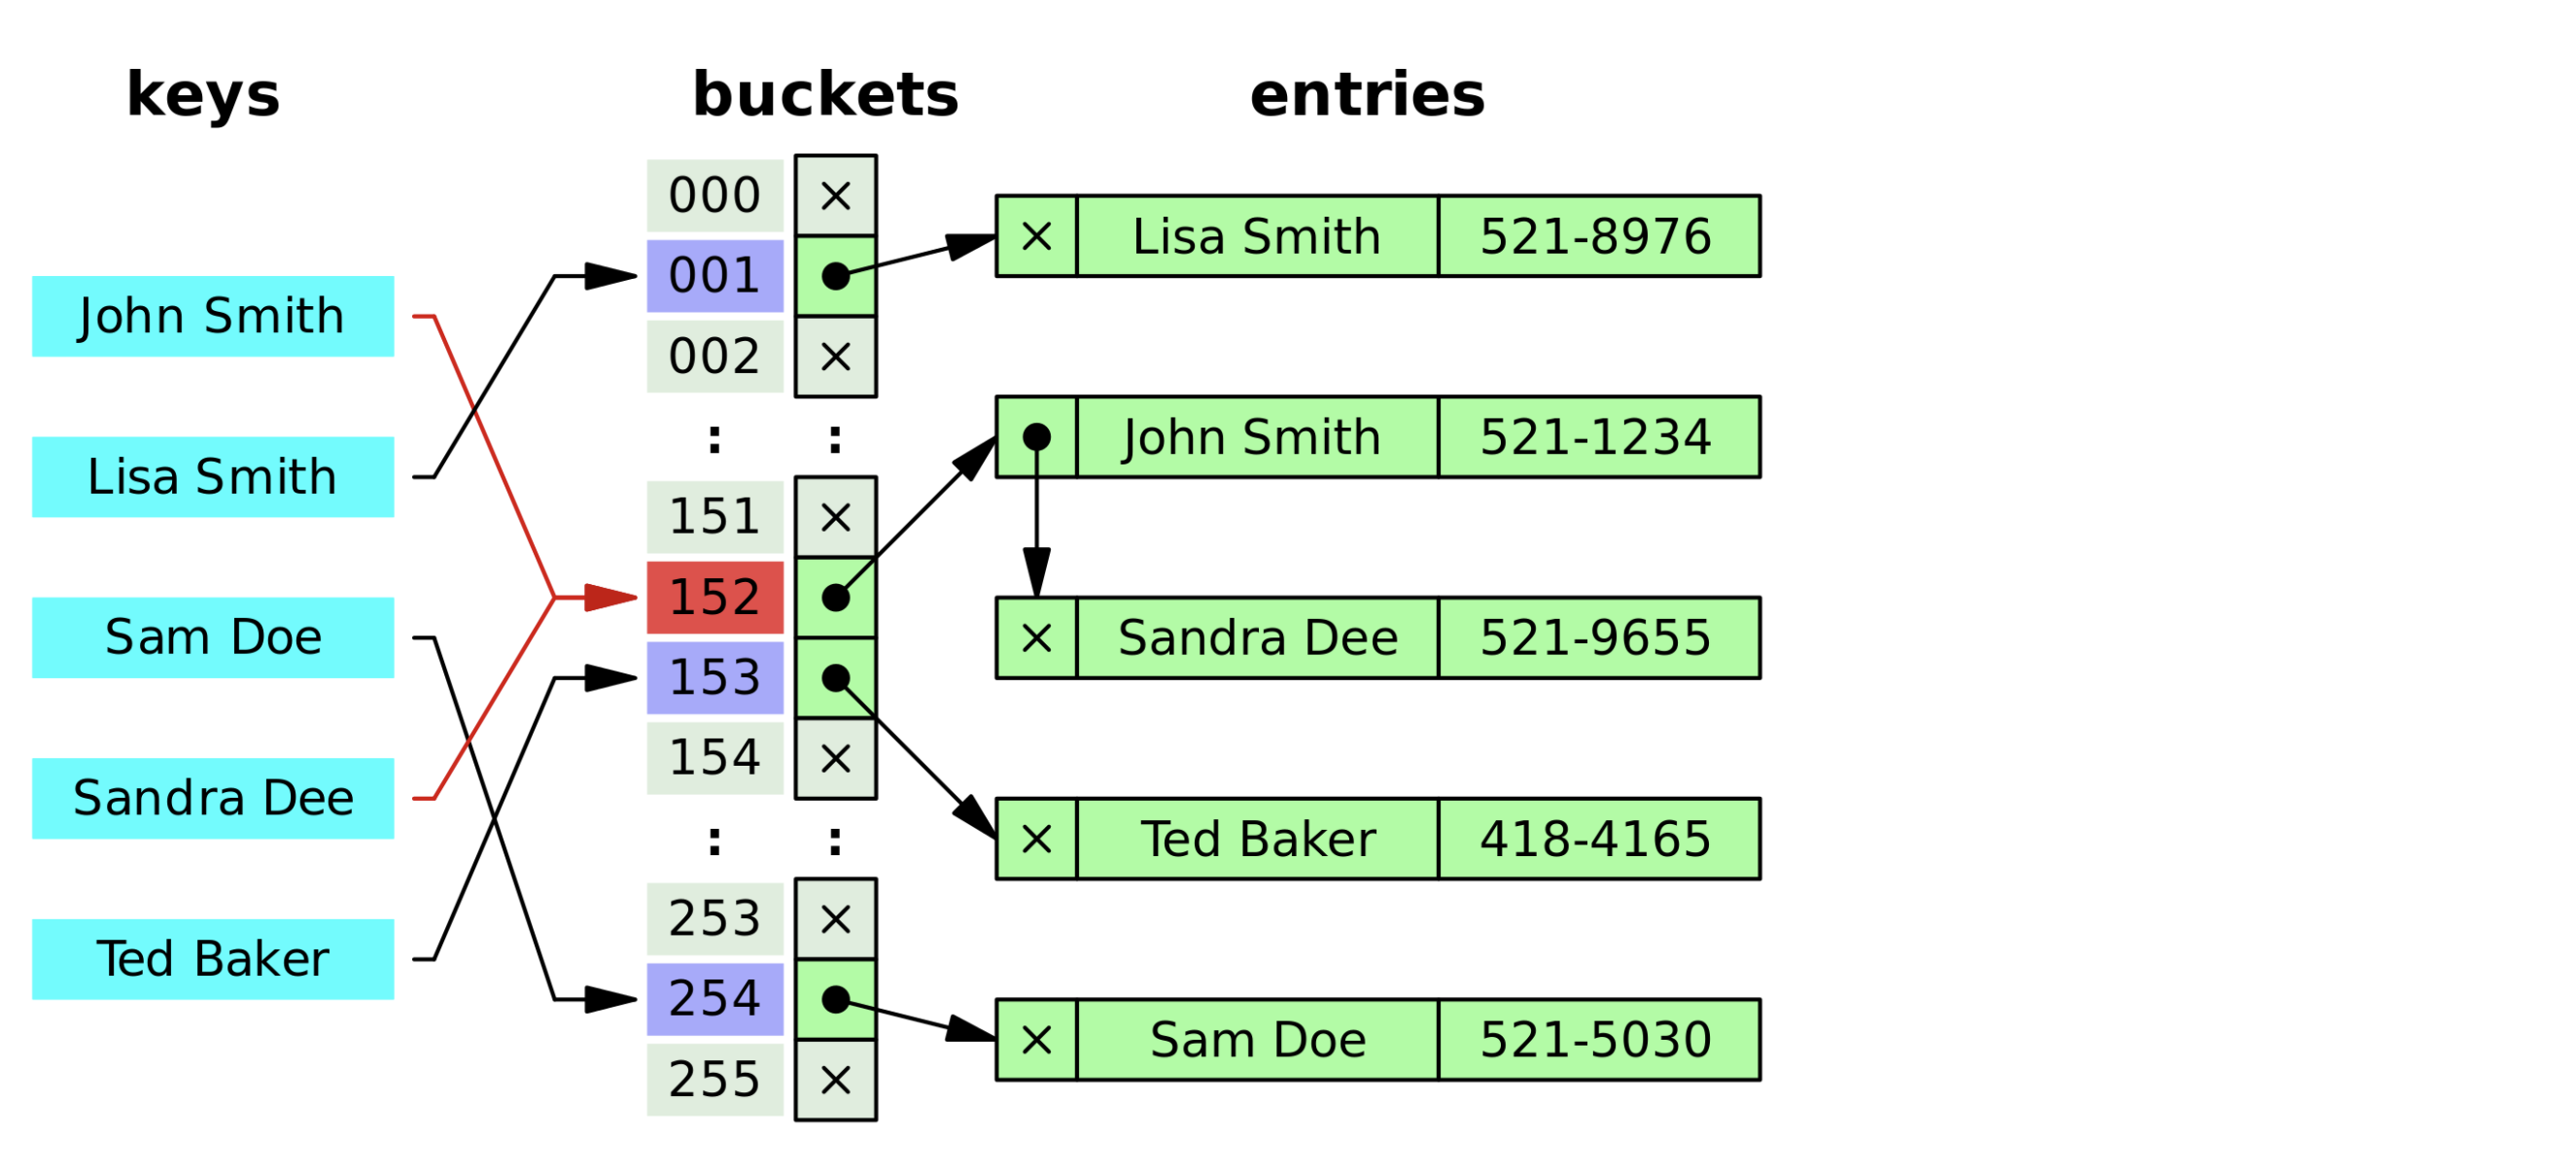 keys
buckets
entries
John Smith
Lisa Smith
Sam Doe
Sandra Dee
Ted Baker
000 ×
001
002 ×
: :
151 ×
152
153
154 ×
: :
253 ×
254
255 ×
× Lisa Smith 521-8976
John Smith 521-1234
× Sandra Dee 521-9655
× Ted Baker 418-4165
× Sam Doe 521-5030